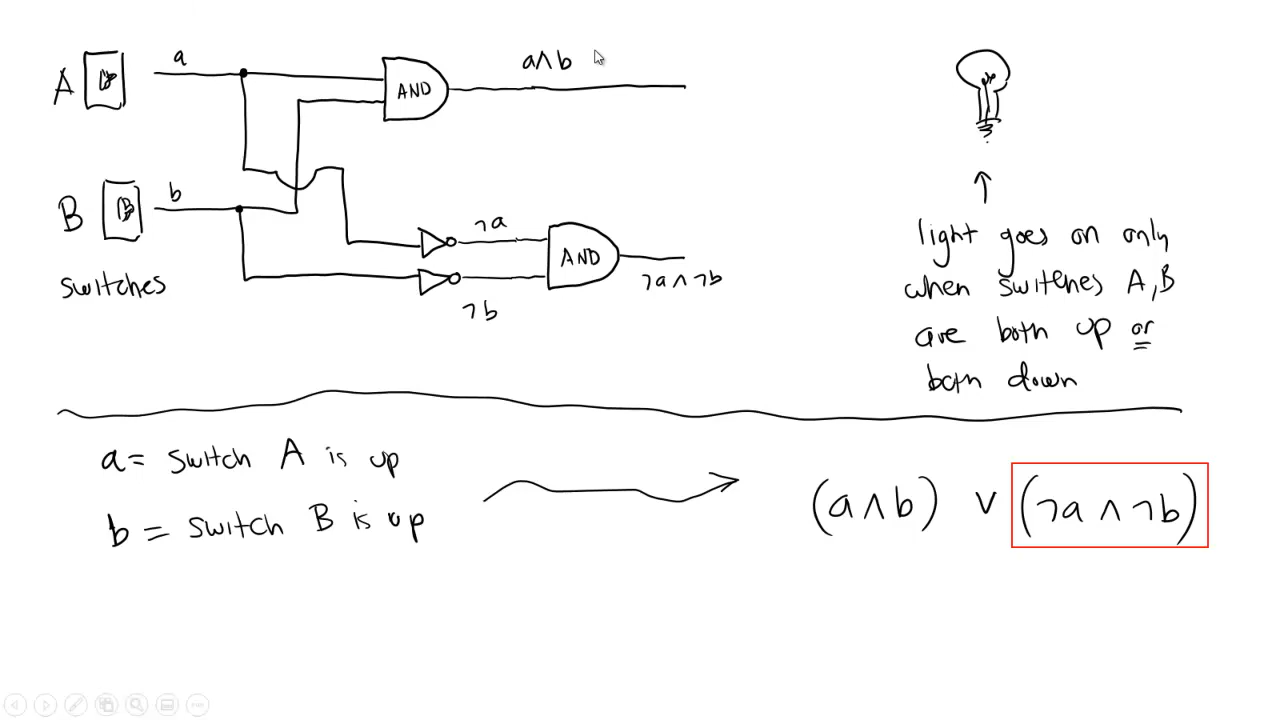 A
a
AND
a∧b
B
b
¬a
AND
¬a∧¬b
¬b
switches
light goes on only
when switches A,B
are both up or
both down
a= switch A is up
b = switch B is up
(a∧b) ∨ (¬a ∧ ¬b)